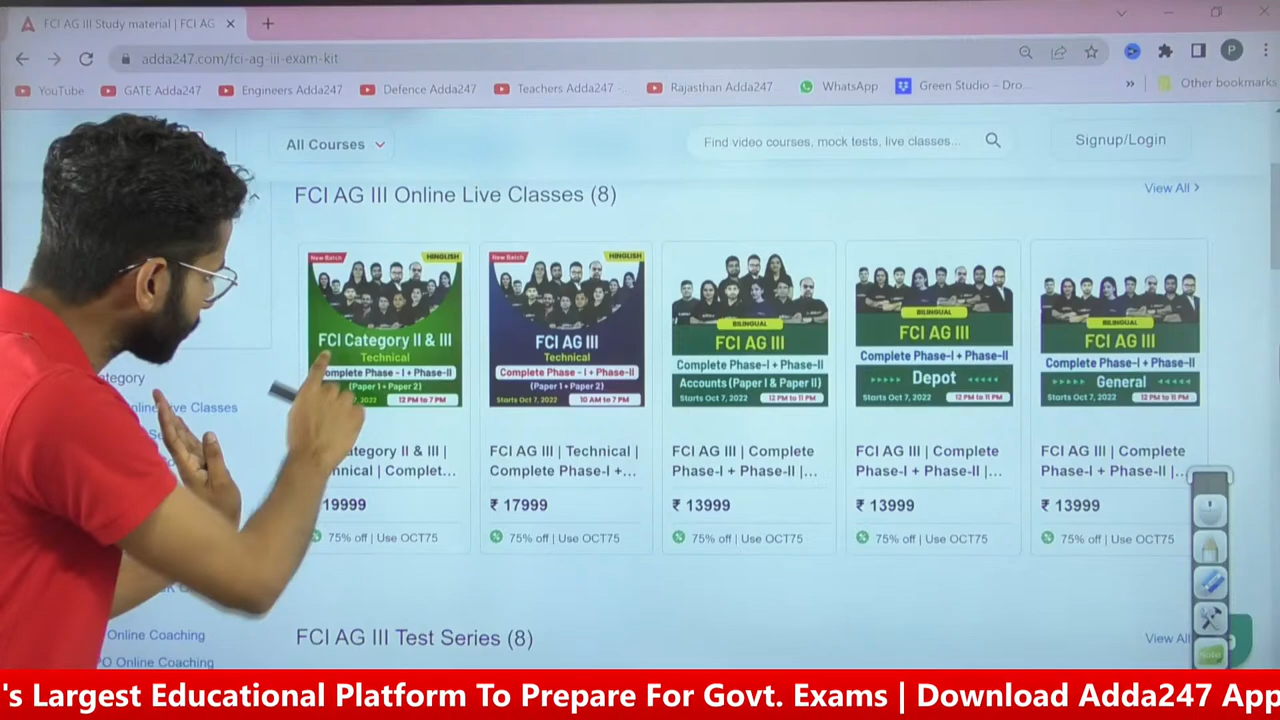 FCI AG III Study material | FCI AG
adda247.com/fci-ag-iii-exam-kit
P
YouTube
GATE Adda247
Engineers Adda247
Defence Adda247
Teachers Adda247 -...
Rajasthan Adda247
WhatsApp
Green Studio – Dro...
»
Other bookmarks
All Courses
Find video courses, mock tests, live classes...
Signup/Login
FCI AG III Online Live Classes (8)
View All >
New Batch
HINGLISH
FCI Category II & III
Technical
omplete Phase - I + Phase-II
(Paper 1 + Paper 2)
7, 2022
12 PM to 7 PM
ategory II & III |
nnical | Complet...
19999
75% off | Use OCT75
New Batch
HINGLISH
FCI AG III
Technical
Complete Phase - I + Phase-II
(Paper 1 + Paper 2)
Starts Oct 7, 2022
10 AM to 7 PM
FCI AG III | Technical |
Complete Phase-I +...
₹ 17999
75% off | Use OCT75
BILINGUAL
FCI AG III
Complete Phase-I + Phase-II
Accounts (Paper I & Paper II)
Starts Oct 7, 2022
12 PM to 11 PM
FCI AG III | Complete
Phase-I + Phase-II |...
₹ 13999
75% off | Use OCT75
BILINGUAL
FCI AG III
Complete Phase-I + Phase-II
Depot
Starts Oct 7, 2022
12 PM to 11 PM
FCI AG III | Complete
Phase-I + Phase-II |...
₹ 13999
75% off | Use OCT75
BILINGUAL
FCI AG III
Complete Phase-I + Phase-II
General
Starts Oct 7, 2022
12 PM to 11 PM
FCI AG III | Complete
Phase-I + Phase-II |...
₹ 13999
75% off | Use OCT75
ategory
nline Live Classes
Online Coaching
PO Online Coaching
FCI AG III Test Series (8)
View All
Note
's Largest Educational Platform To Prepare For Govt. Exams | Download Adda247 App